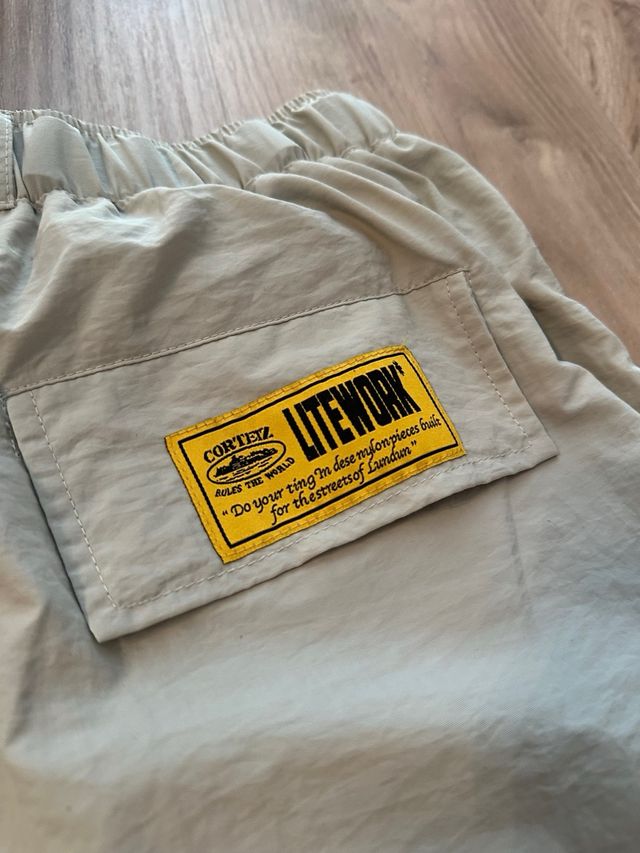 CORTEIZ
RULES THE WORLD
LITEWORK*
"Do your ting in dese nylon pieces built
for the streets of Lundun"